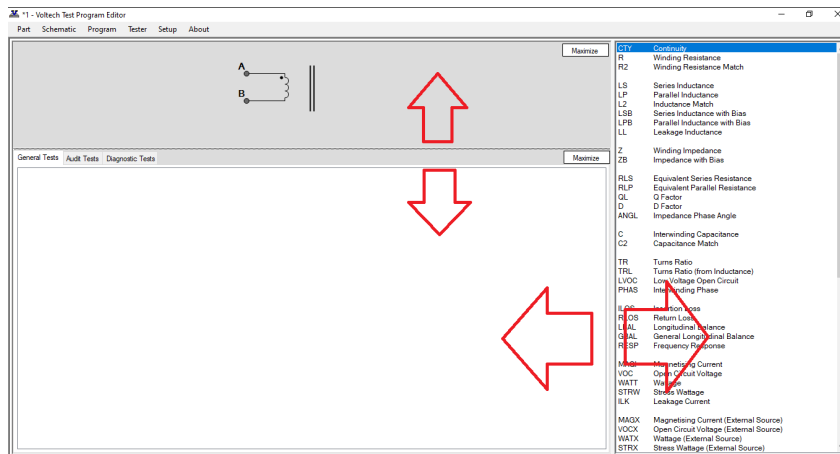 *1 - Voltech Test Program Editor
Part Schematic Program Tester Setup About
Maximize
A
B
General Tests Audit Tests Diagnostic Tests
Maximize
CTY Continuity
R Winding Resistance
R2 Winding Resistance Match
LS Series Inductance
LP Parallel Inductance
L2 Inductance Match
LSB Series Inductance with Bias
LPB Parallel Inductance with Bias
LL Leakage Inductance
Z Winding Impedance
ZB Impedance with Bias
RLS Equivalent Series Resistance
RLP Equivalent Parallel Resistance
QL Q Factor
D D Factor
ANGL Impedance Phase Angle
C Interwinding Capacitance
C2 Capacitance Match
TR Turns Ratio
TRL Turns Ratio (from Inductance)
LVOC Low Voltage Open Circuit
PHAS Interwinding Phase
ILOS Insertion Loss
RLOS Return Loss
LBAL Longitudinal Balance
GBAL General Longitudinal Balance
RESP Frequency Response
MAGI Magnetising Current
VOC Open Circuit Voltage
WATT Wattage
STRW Stress Wattage
ILK Leakage Current
MAGX Magnetising Current (External Source)
VOCX Open Circuit Voltage (External Source)
WATX Wattage (External Source)
STRX Stress Wattage (External Source)